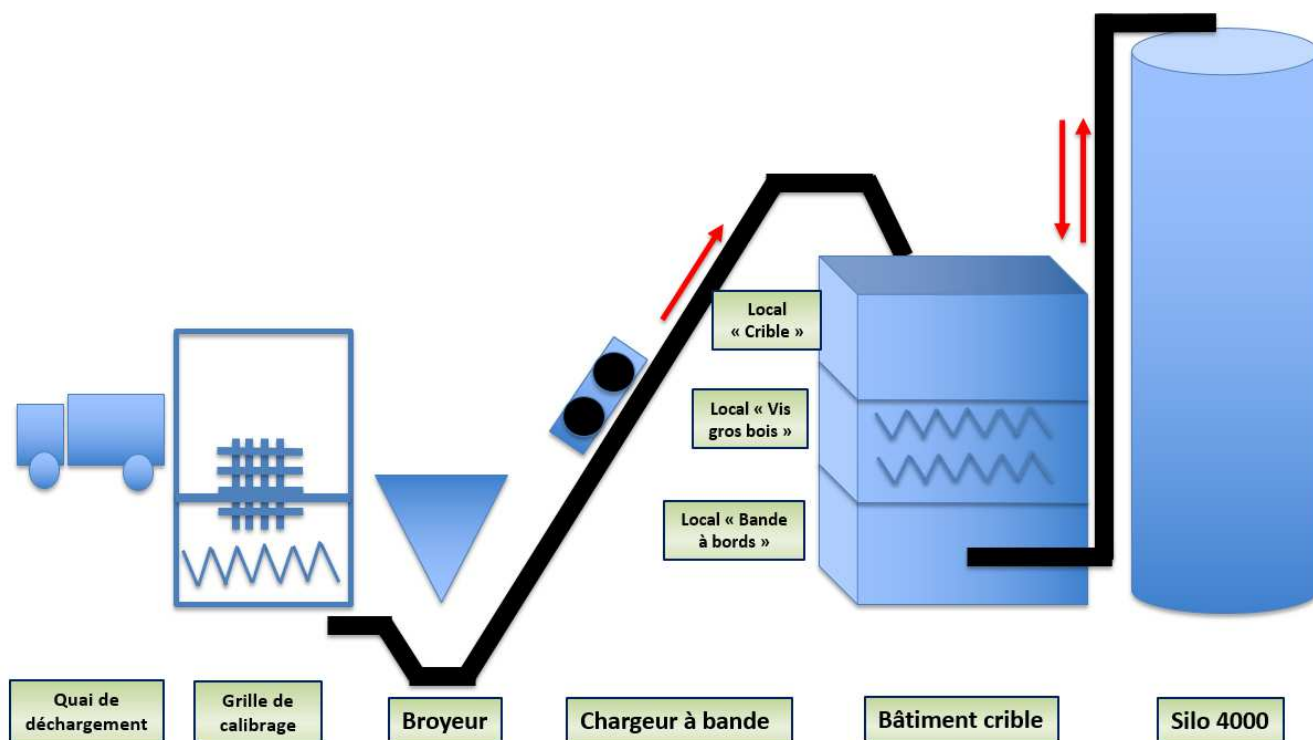 Local
« Crible »
Local « Vis
gros bois »
Local « Bande
à bords »
Quai de
déchargement
Grille de
calibrage
Broyeur
Chargeur à bande
Bâtiment crible
Silo 4000